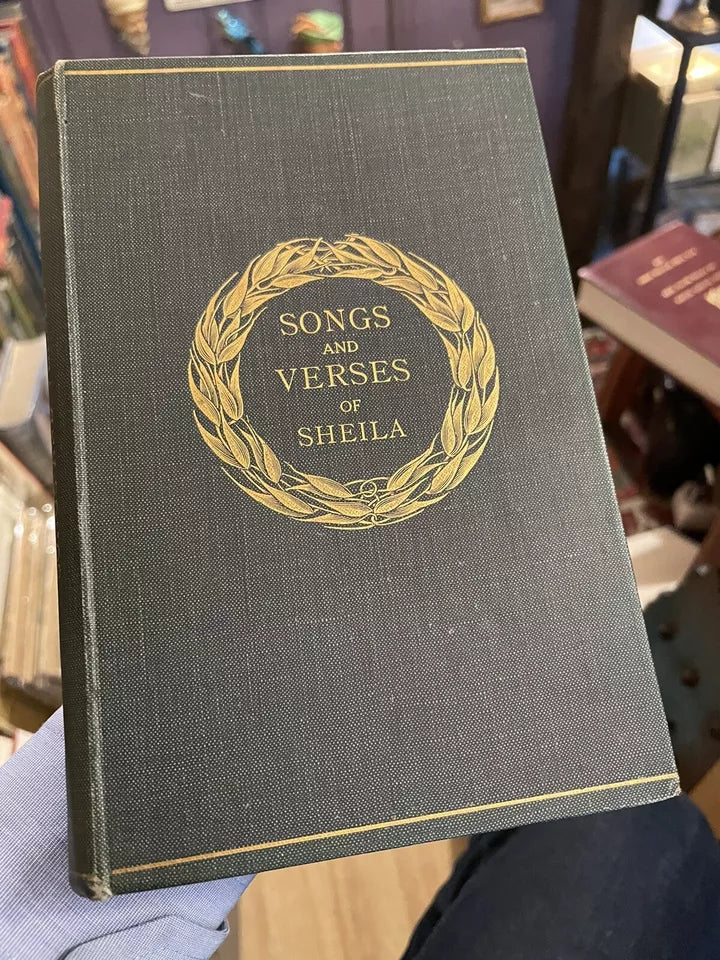 SONGS
AND
VERSES
OF
SHEILA